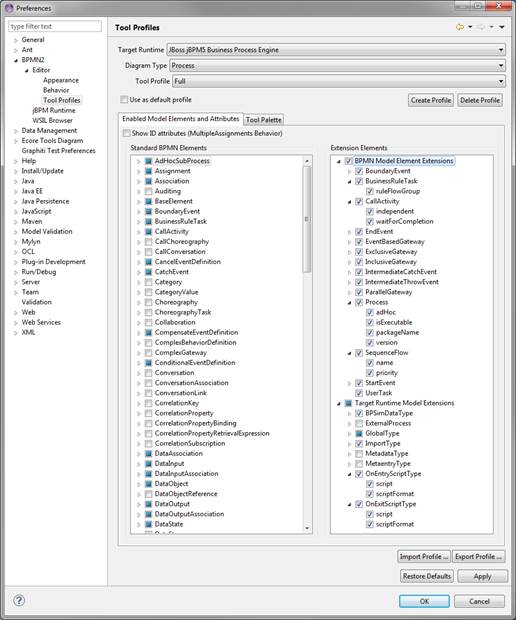 Preferences
type filter text
General
Ant
BPMN2
Editor
Appearance
Behavior
Tool Profiles
jBPM Runtime
WSIL Browser
Data Management
Ecore Tools Diagram
Graphiti Test Preferences
Help
Install/Update
Java
Java EE
Java Persistence
JavaScript
Maven
Model Validation
Mylyn
OCL
Plug-in Development
Run/Debug
Server
Team
Validation
Web
Web Services
XML
Tool Profiles
Target Runtime JBoss jBPM5 Business Process Engine
Diagram Type Process
Tool Profile Full
Use as default profile
Create Profile Delete Profile
Enabled Model Elements and Attributes Tool Palette
Show ID attributes (MultipleAssignments Behavior)
Standard BPMN Elements
AdHocSubProcess
Assignment
Association
Auditing
BaseElement
BoundaryEvent
BusinessRuleTask
CallActivity
CallChoreography
CallConversation
CancelEventDefinition
CatchEvent
Category
CategoryValue
Choreography
ChoreographyTask
Collaboration
CompensateEventDefinition
ComplexBehaviorDefinition
ComplexGateway
ConditionalEventDefinition
Conversation
ConversationAssociation
ConversationLink
CorrelationKey
CorrelationProperty
CorrelationPropertyBinding
CorrelationPropertyRetrievalExpression
CorrelationSubscription
DataAssociation
DataInput
DataInputAssociation
DataObject
DataObjectReference
DataOutput
DataOutputAssociation
DataState
Extension Elements
BPMN Model Element Extensions
BoundaryEvent
BusinessRuleTask
ruleFlowGroup
CallActivity
independent
waitForCompletion
EndEvent
EventBasedGateway
ExclusiveGateway
InclusiveGateway
IntermediateCatchEvent
IntermediateThrowEvent
ParallelGateway
Process
adHoc
isExecutable
packageName
version
SequenceFlow
name
priority
StartEvent
UserTask
Target Runtime Model Extensions
BPSimDataType
ExternalProcess
GlobalType
ImportType
MetadataType
MetaentryType
OnEntryScriptType
script
scriptFormat
OnExitScriptType
script
scriptFormat
Import Profile ... Export Profile ...
Restore Defaults Apply
OK Cancel